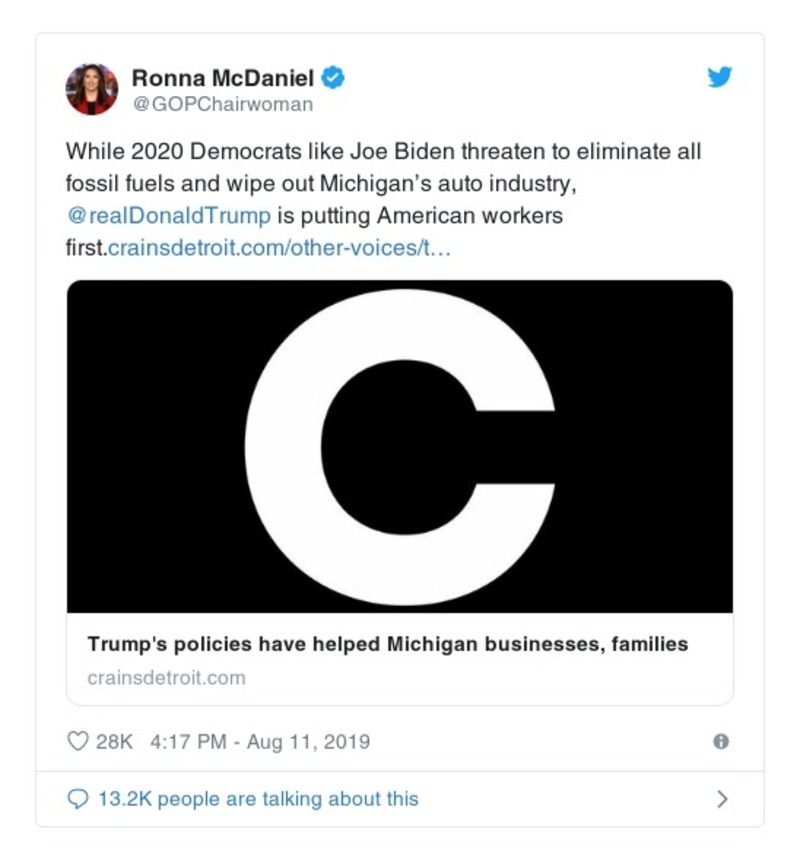 Ronna McDaniel
@GOPChairwoman
While 2020 Democrats like Joe Biden threaten to eliminate all
fossil fuels and wipe out Michigan’s auto industry,
@realDonaldTrump is putting American workers
first.crainsdetroit.com/other-voices/t…
C
Trump's policies have helped Michigan businesses, families
crainsdetroit.com
28K 4:17 PM - Aug 11, 2019
13.2K people are talking about this